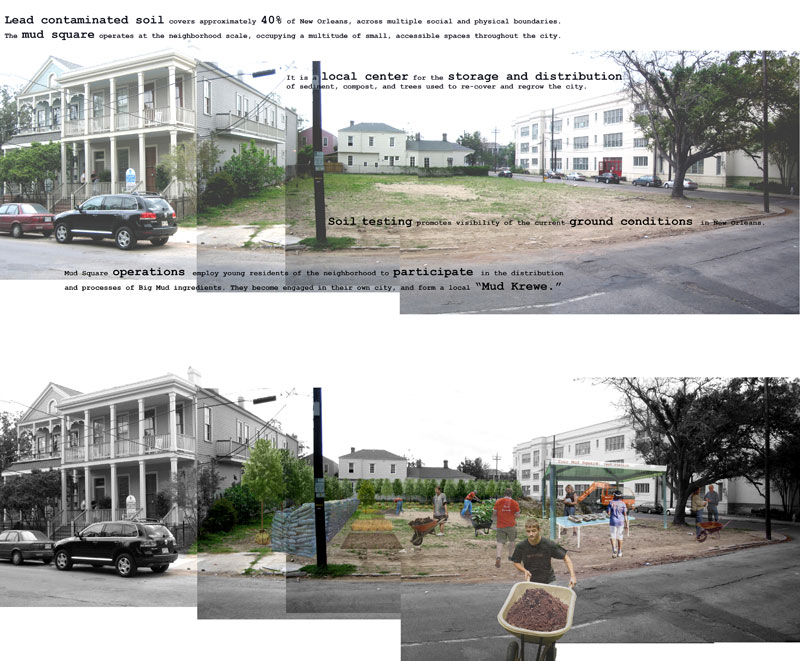 Lead contaminated soil covers approximately 40% of New Orleans, across multiple social and physical boundaries.
The mud square operates at the neighborhood scale, occupying a multitude of small, accessible spaces throughout the city.
It is a local center for the storage and distribution
of sediment, compost, and trees used to re-cover and regrow the city.
Soil testing promotes visibility of the current ground conditions in New Orleans.
Mud Square operations employ young residents of the neighborhood to participate in the distribution
and processes of Big Mud ingredients. They become engaged in their own city, and form a local “Mud Krewe.”